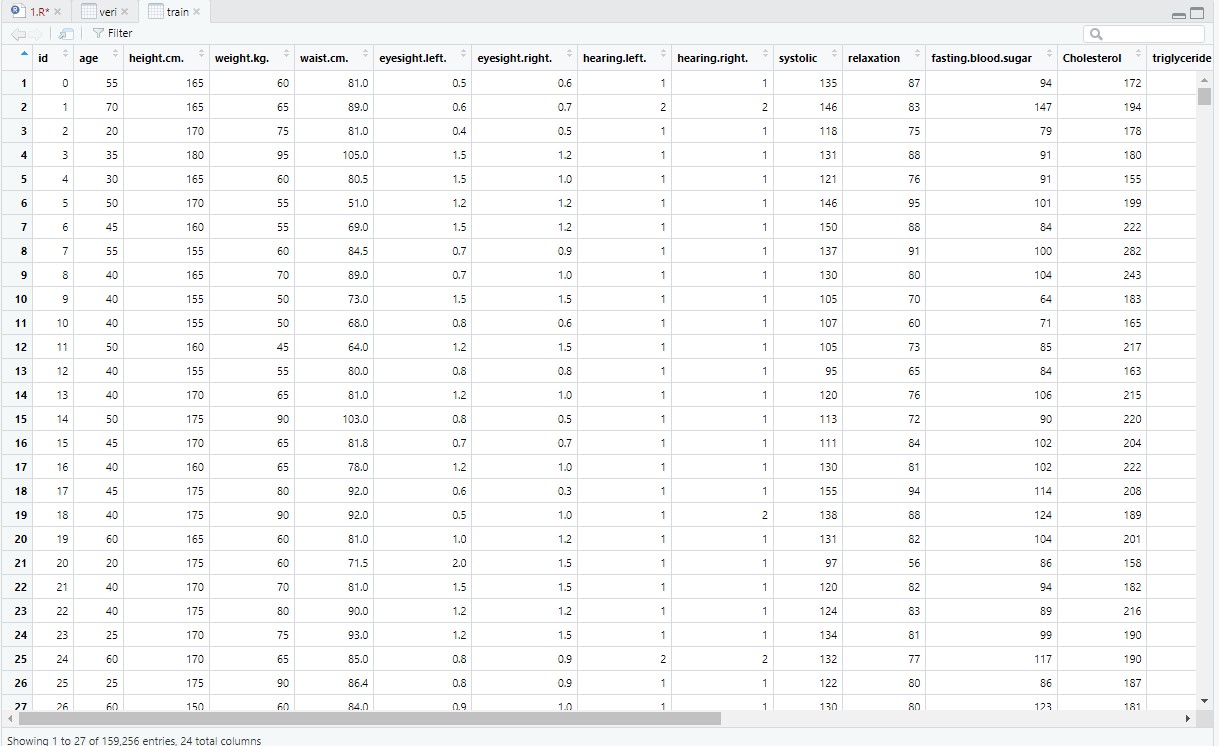 1.R* veri train
Filter
id age height.cm. weight.kg. waist.cm. eyesight.left. eyesight.right. hearing.left. hearing.right. systolic relaxation fasting.blood.sugar Cholesterol triglyceride
1 0 55 165 60 81.0 0.5 0.6 1 1 135 87 94 172
2 1 70 165 65 89.0 0.6 0.7 2 2 146 83 147 194
3 2 20 170 75 81.0 0.4 0.5 1 1 118 75 79 178
4 3 35 180 95 105.0 1.5 1.2 1 1 131 88 91 180
5 4 30 165 60 80.5 1.5 1.0 1 1 121 76 91 155
6 5 50 170 55 51.0 1.2 1.2 1 1 146 95 101 199
7 6 45 160 55 69.0 1.5 1.2 1 1 150 88 84 222
8 7 55 155 60 84.5 0.7 0.9 1 1 137 91 100 282
9 8 40 165 70 89.0 0.7 1.0 1 1 130 80 104 243
10 9 40 155 50 73.0 1.5 1.5 1 1 105 70 64 183
11 10 40 155 50 68.0 0.8 0.6 1 1 107 60 71 165
12 11 50 160 45 64.0 1.2 1.5 1 1 105 73 85 217
13 12 40 155 55 80.0 0.8 0.8 1 1 95 65 84 163
14 13 40 170 65 81.0 1.2 1.0 1 1 120 76 106 215
15 14 50 175 90 103.0 0.8 0.5 1 1 113 72 90 220
16 15 45 170 65 81.8 0.7 0.7 1 1 111 84 102 204
17 16 40 160 65 78.0 1.2 1.0 1 1 130 81 102 222
18 17 45 175 80 92.0 0.6 0.3 1 1 155 94 114 208
19 18 40 175 90 92.0 0.5 1.0 1 2 138 88 124 189
20 19 60 165 60 81.0 1.0 1.2 1 1 131 82 104 201
21 20 20 175 60 71.5 2.0 1.5 1 1 97 56 86 158
22 21 40 170 70 81.0 1.5 1.5 1 1 120 82 94 182
23 22 40 175 80 90.0 1.2 1.2 1 1 124 83 89 216
24 23 25 170 75 93.0 1.2 1.5 1 1 134 81 99 190
25 24 60 170 65 85.0 0.8 0.9 2 2 132 77 117 190
26 25 25 175 90 86.4 0.8 0.9 1 1 122 80 86 187
27 26 60 150 60 84.0 0.9 1.0 1 1 130 80 123 181
Showing 1 to 27 of 159,256 entries, 24 total columns